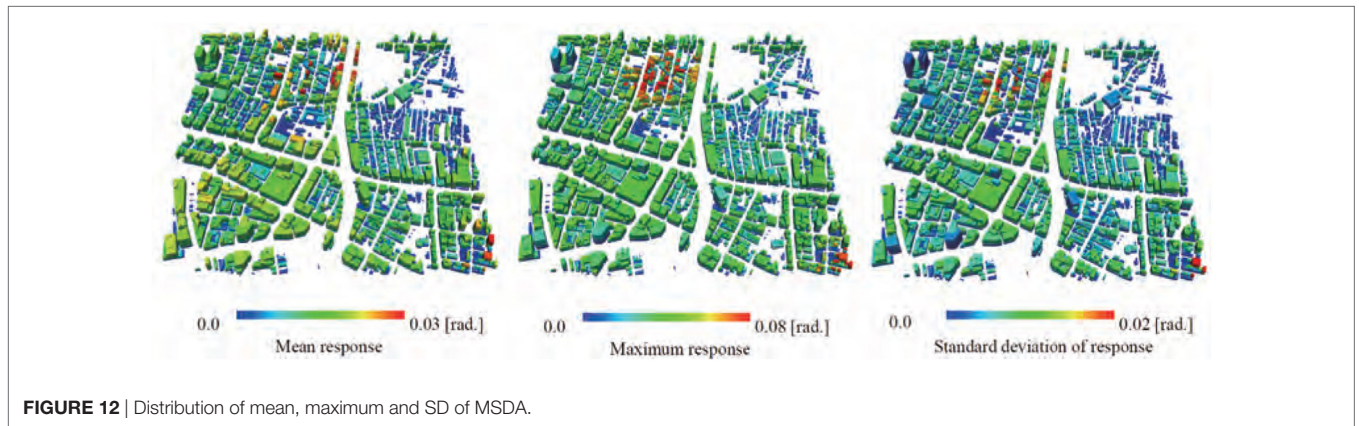 0.0 0.03 [rad.]
Mean response
0.0 0.08 [rad.]
Maximum response
0.0 0.02 [rad.]
Standard deviation of response
FIGURE 12 | Distribution of mean, maximum and SD of MSDA.